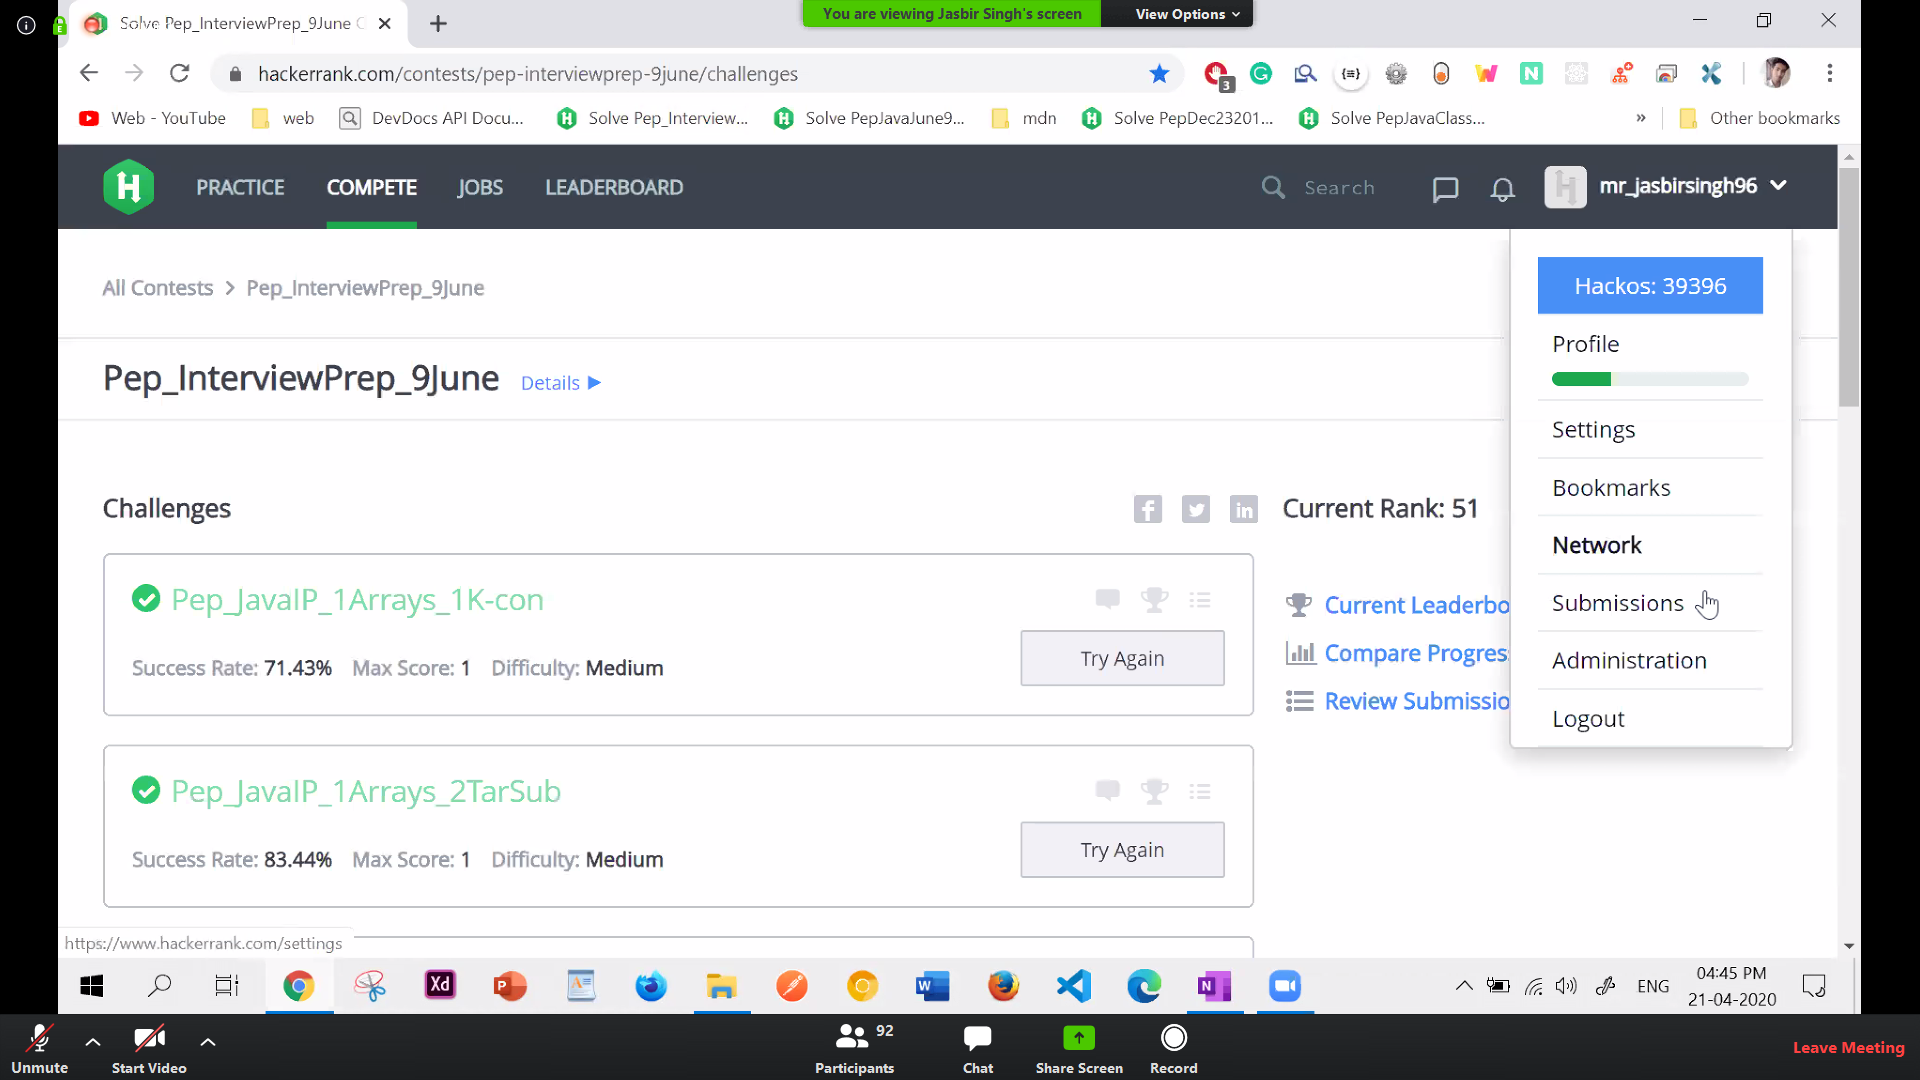 Solve Pep_InterviewPrep_9June C
You are viewing Jasbir Singh's screen
View Options
hackerrank.com/contests/pep-interviewprep-9june/challenges
3
Web - YouTube
web
DevDocs API Docu...
Solve Pep_Interview...
Solve PepJavaJune9...
mdn
Solve PepDec23201...
Solve PepJavaClass...
»
Other bookmarks
PRACTICE
COMPETE
JOBS
LEADERBOARD
Search
mr_jasbirsingh96
All Contests > Pep_InterviewPrep_9June
Hackos: 39396
Profile
Settings
Bookmarks
Network
Submissions
Administration
Logout
Pep_InterviewPrep_9June
Details
Challenges
Current Rank: 51
Pep_JavaIP_1Arrays_1K-con
Success Rate: 71.43% Max Score: 1 Difficulty: Medium
Try Again
Current Leaderbo
Compare Progres
Review Submissio
Pep_JavaIP_1Arrays_2TarSub
Success Rate: 83.44% Max Score: 1 Difficulty: Medium
Try Again
https://www.hackerrank.com/settings
ENG
04:45 PM
21-04-2020
Unmute
Start Video
Participants
92
Chat
Share Screen
Record
Leave Meeting